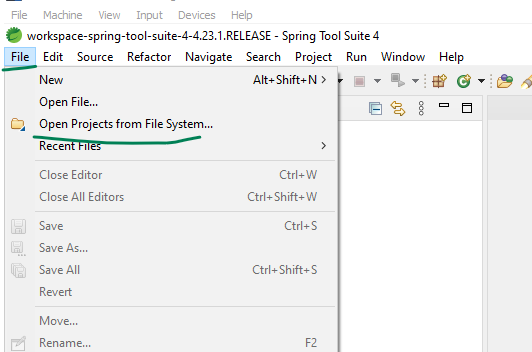 File Machine View Input Devices Help
workspace-spring-tool-suite-4-4.23.1.RELEASE - Spring Tool Suite 4
File Edit Source Refactor Navigate Search Project Run Window Help
New Alt+Shift+N >
Open File...
Open Projects from File System...
Recent Files >
Close Editor Ctrl+W
Close All Editors Ctrl+Shift+W
Save Ctrl+S
Save As...
Save All Ctrl+Shift+S
Revert
Move...
Rename... F2